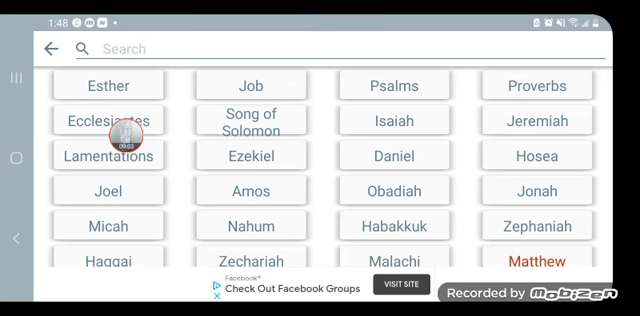 1:48
Search
Esther Job Psalms Proverbs
Ecclesiastes Song of Solomon Isaiah Jeremiah
09:03
Lamentations Ezekiel Daniel Hosea
Joel Amos Obadiah Jonah
Micah Nahum Habakkuk Zephaniah
Haggai Zechariah Malachi Matthew
Facebook®
Check Out Facebook Groups
VISIT SITE
Recorded by Mobizen